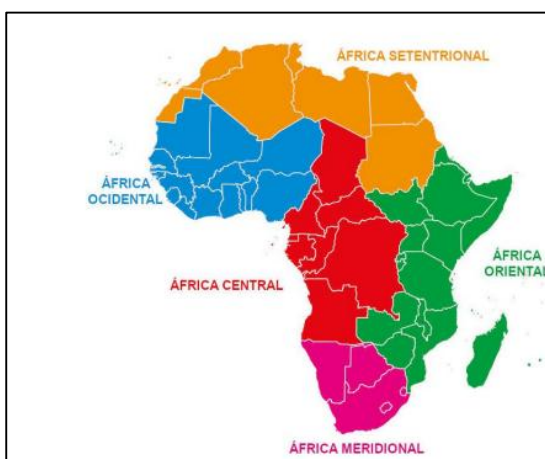 ÁFRICA SETENTRIONAL
ÁFRICA
OCIDENTAL
ÁFRICA
ORIENTAL
ÁFRICA CENTRAL
ÁFRICA MERIDIONAL